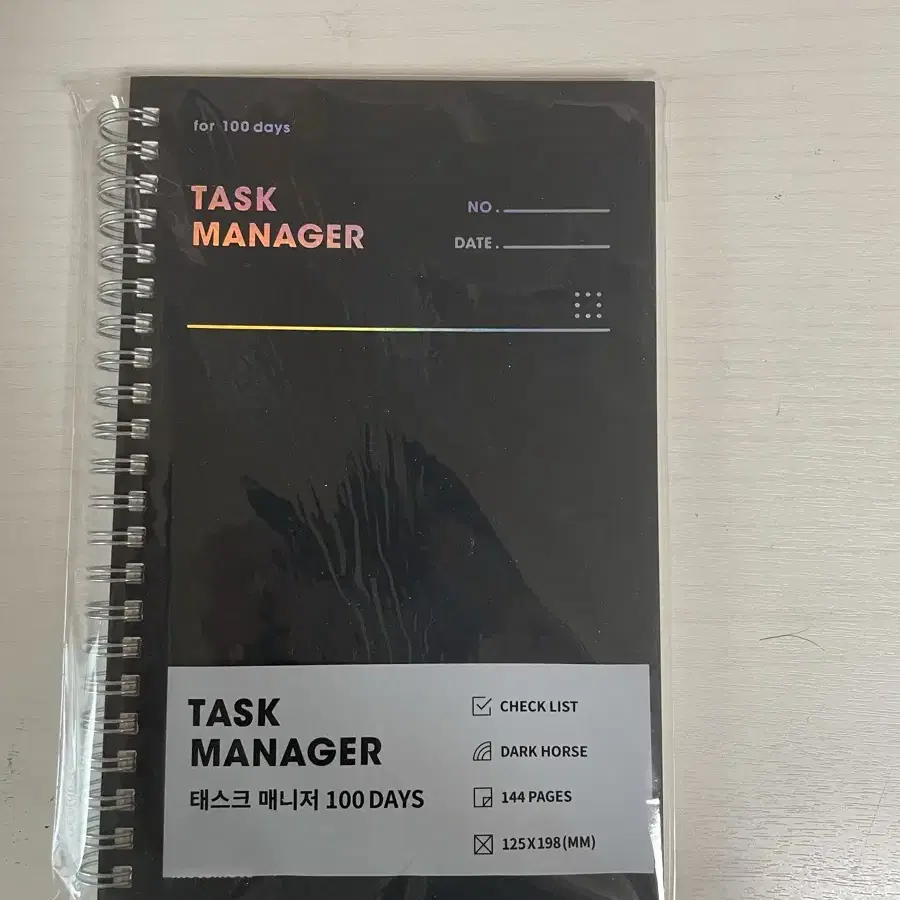 for 100 days
TASK
MANAGER
NO.
DATE.
TASK
MANAGER
태스크 매니저 100 DAYS
CHECK LIST
DARK HORSE
144 PAGES
125X198(MM)